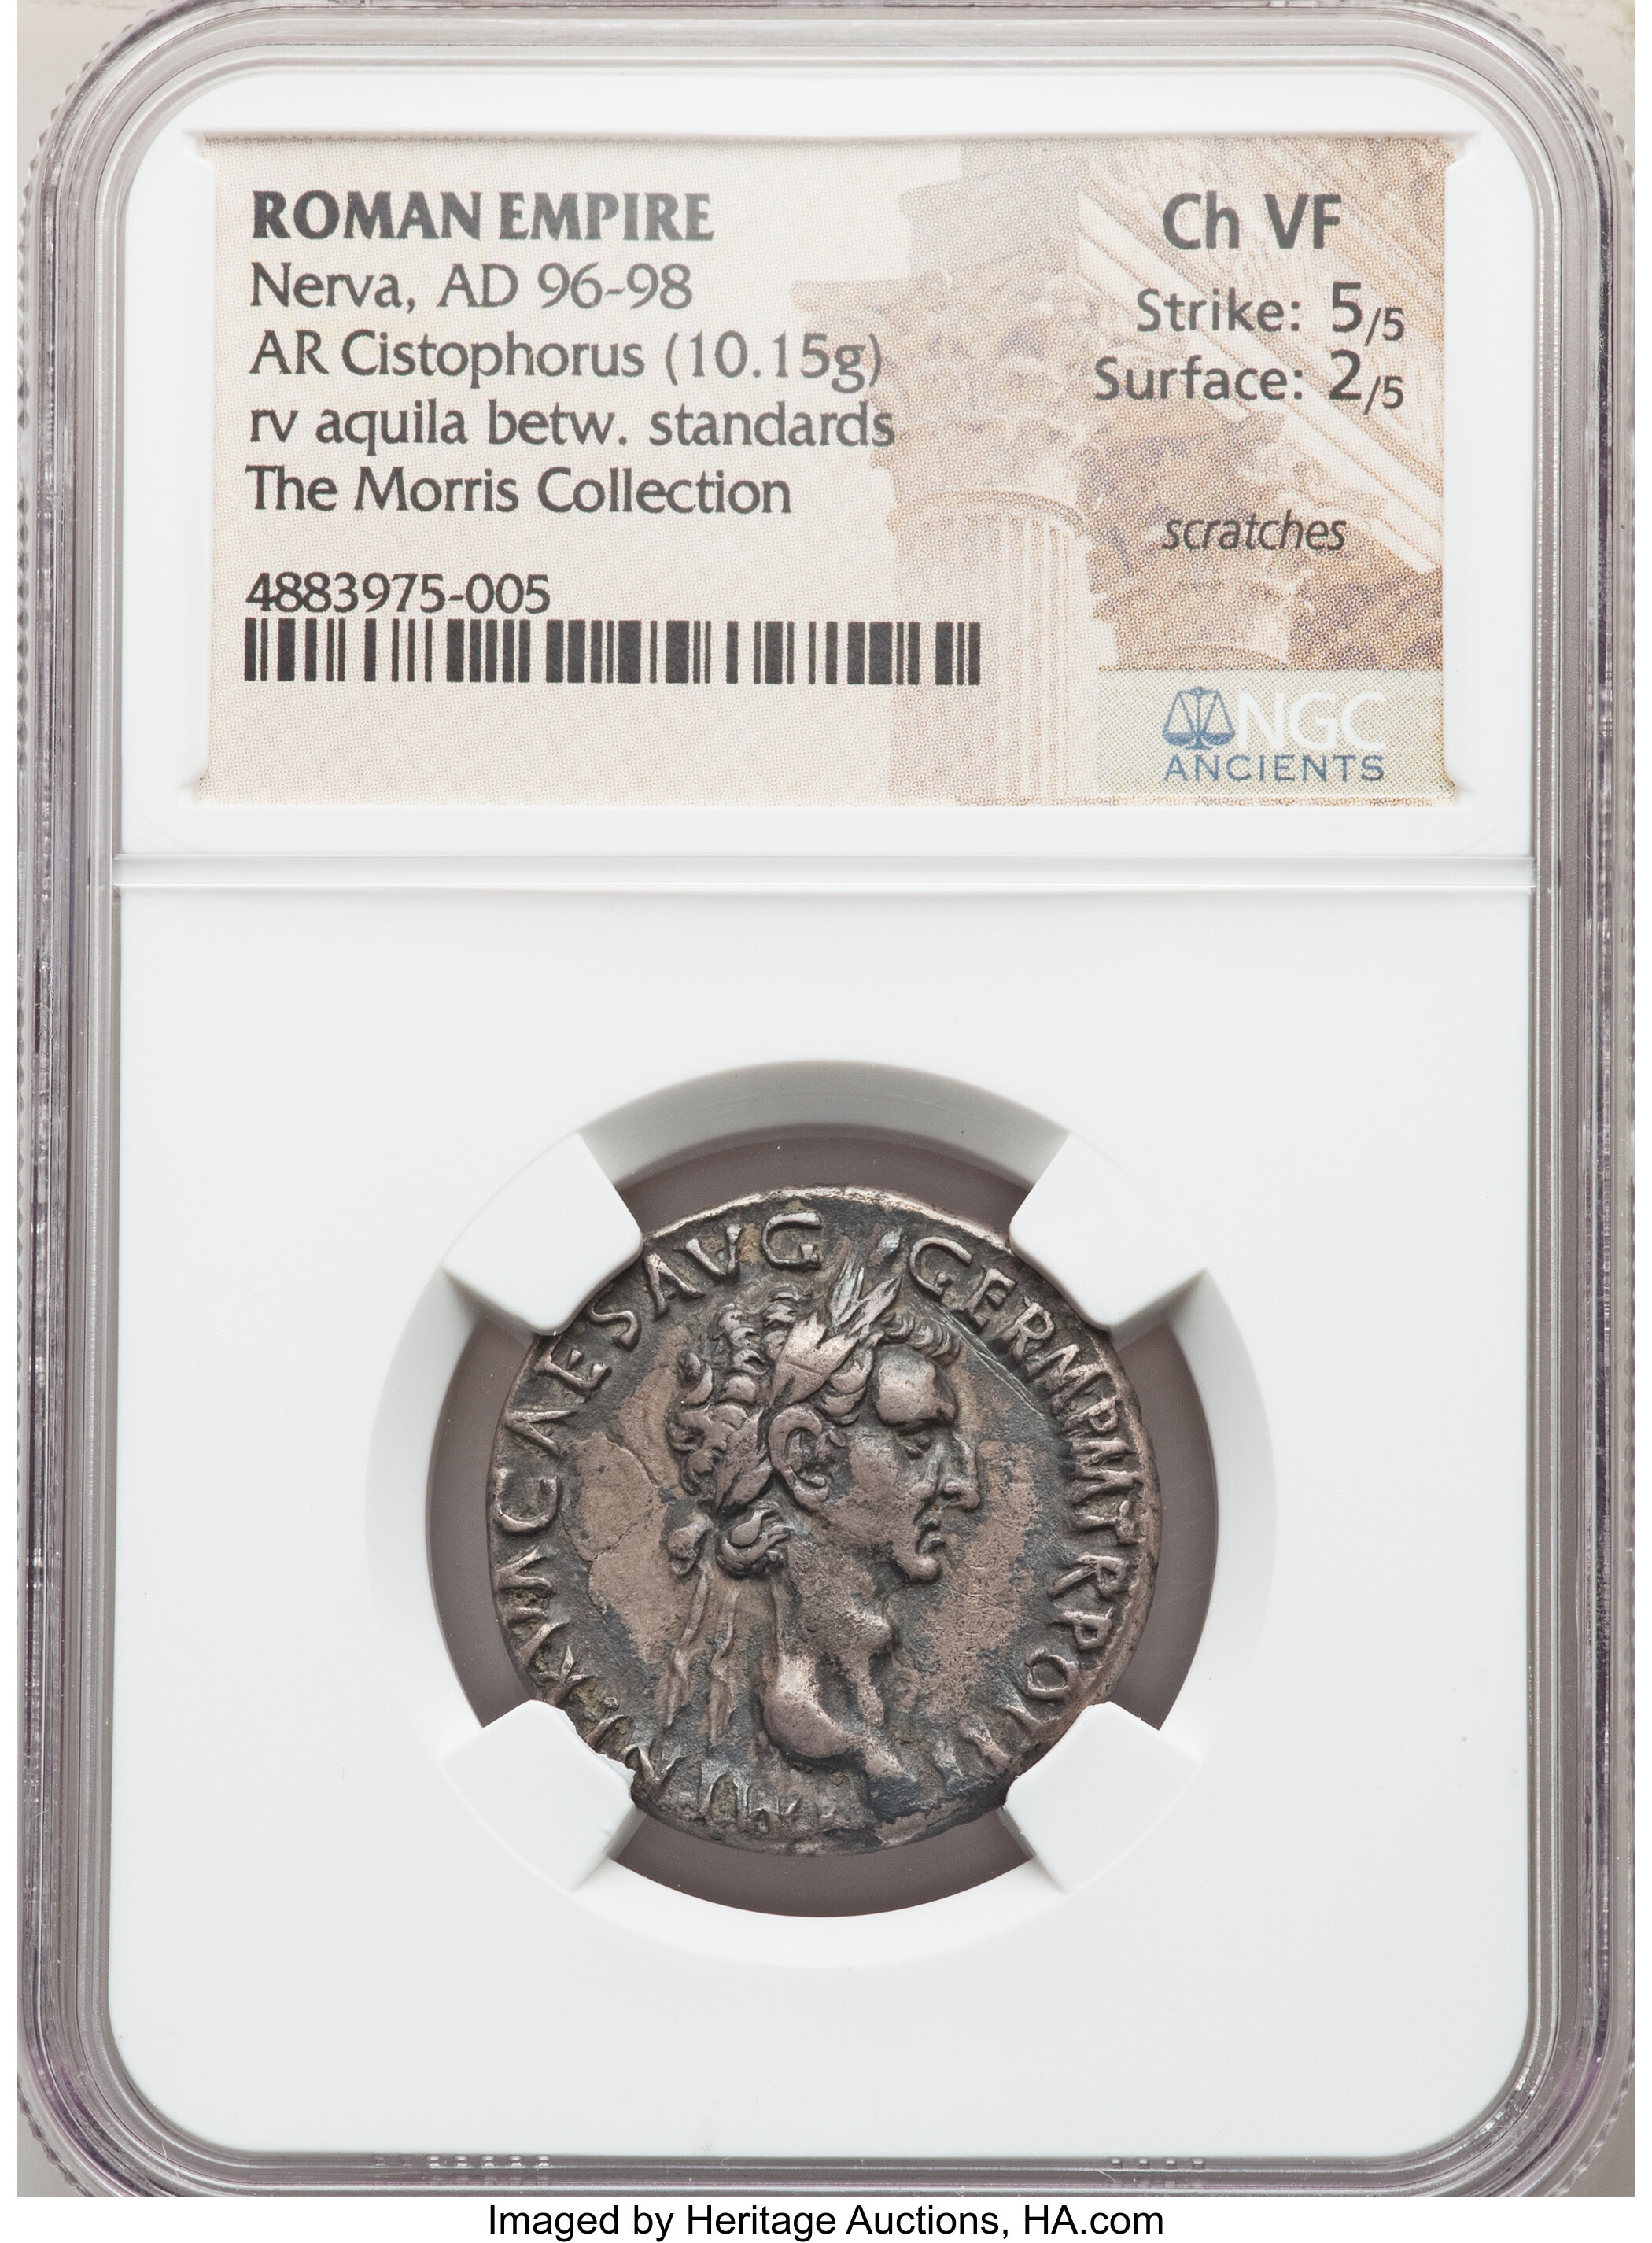 ROMAN EMPIRE
Nerva, AD 96-98
AR Cistophorus (10.15g)
rv aquila betw. standards
The Morris Collection
4883975-005
Ch VF
Strike: 5/5
Surface: 2/5
scratches
NGC
ANCIENTS
CAES AVG GERM P M TR POT
Imaged by Heritage Auctions, HA.com